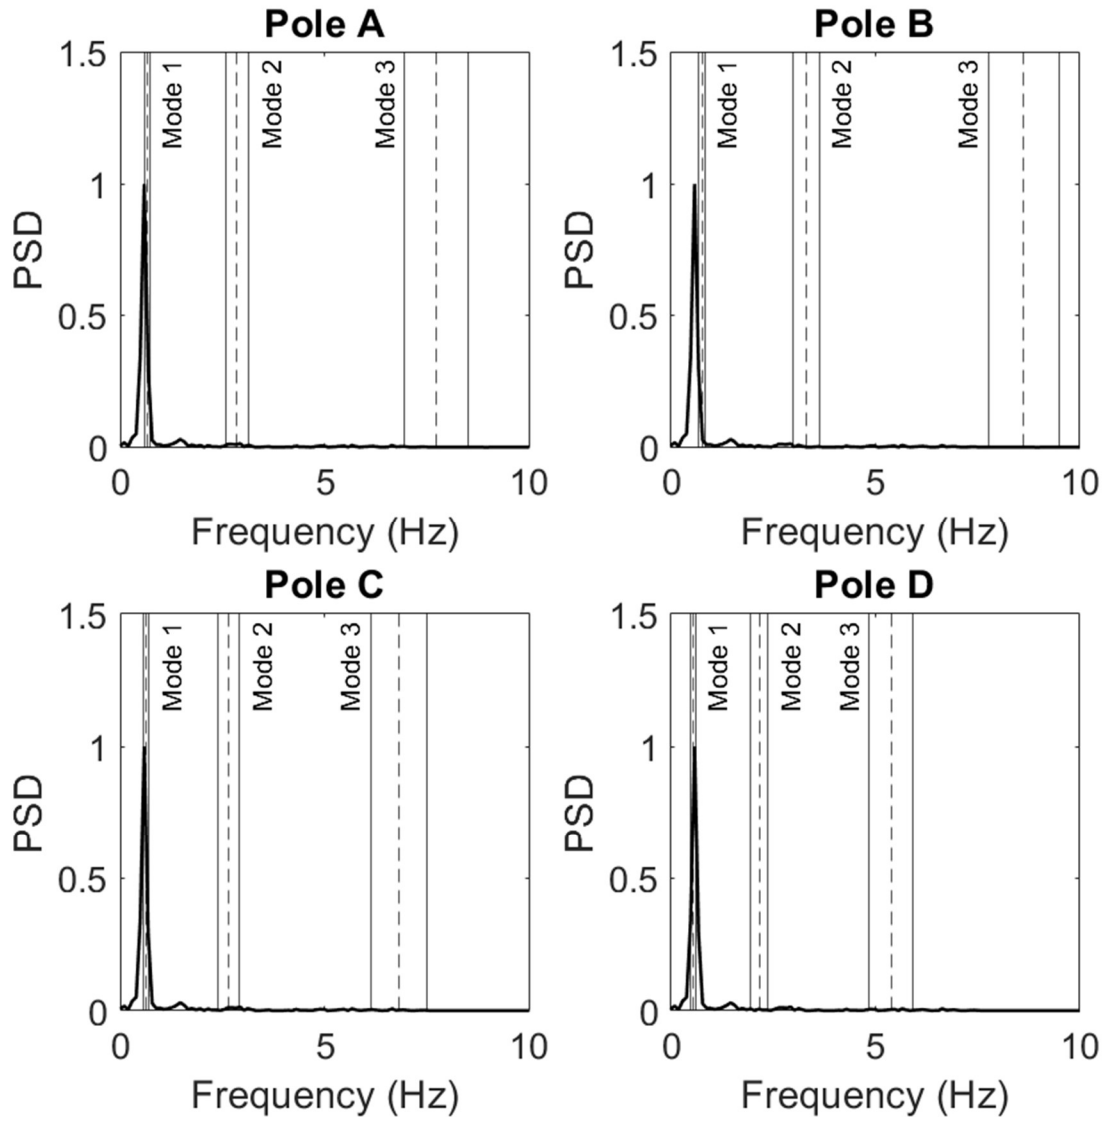 Pole A
1.5
1
0.5
0
PSD
Mode 1
Mode 2
Mode 3
0 5 10
Frequency (Hz)
Pole B
1.5
1
0.5
0
PSD
Mode 1
Mode 2
Mode 3
0 5 10
Frequency (Hz)
Pole C
1.5
1
0.5
0
PSD
Mode 1
Mode 2
Mode 3
0 5 10
Frequency (Hz)
Pole D
1.5
1
0.5
0
PSD
Mode 1
Mode 2
Mode 3
0 5 10
Frequency (Hz)